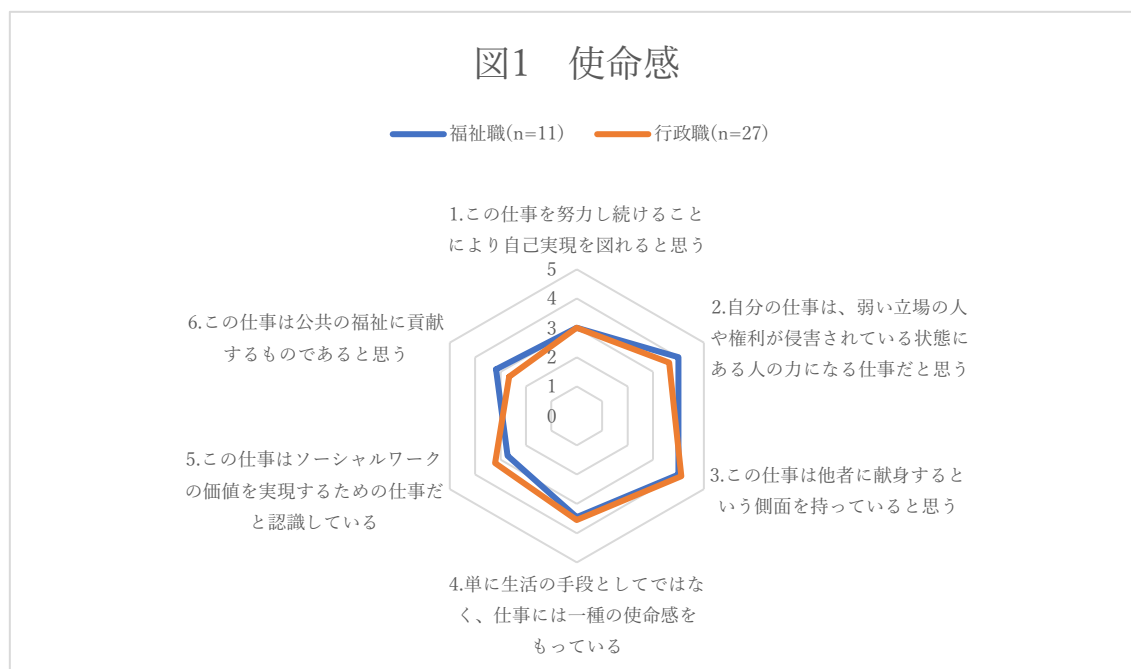 図1　使命感
福祉職(n=11)　行政職(n=27)
1.この仕事を努力し続けること
により自己実現を図れると思う
2.自分の仕事は、弱い立場の人
や権利が侵害されている状態に
ある人の力になる仕事だと思う
3.この仕事は他者に献身すると
いう側面を持っていると思う
4.単に生活の手段としてではな
く、仕事には一種の使命感を
もっている
5.この仕事はソーシャルワーク
の価値を実現するための仕事だ
と認識している
6.この仕事は公共の福祉に貢献
するものであると思う
5
4
3
2
1
0